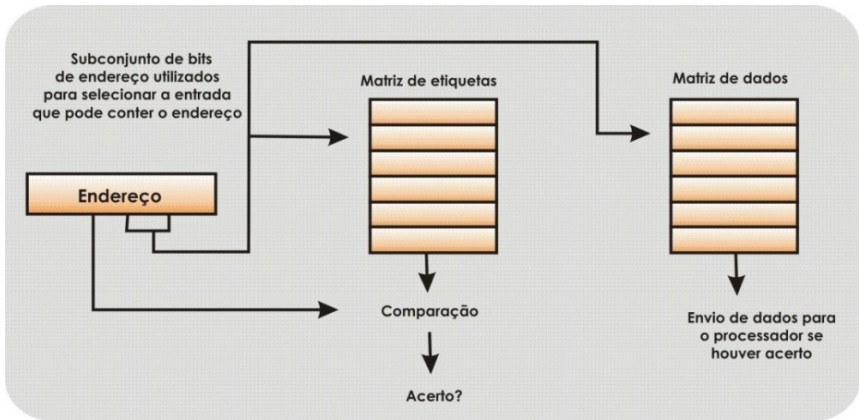 Subconjunto de bits
de endereço utilizados
para selecionar a entrada
que pode conter o endereço
Matriz de etiquetas
Matriz de dados
Endereço
Comparação
Envio de dados para
o processador se
houver acerto
Acerto?